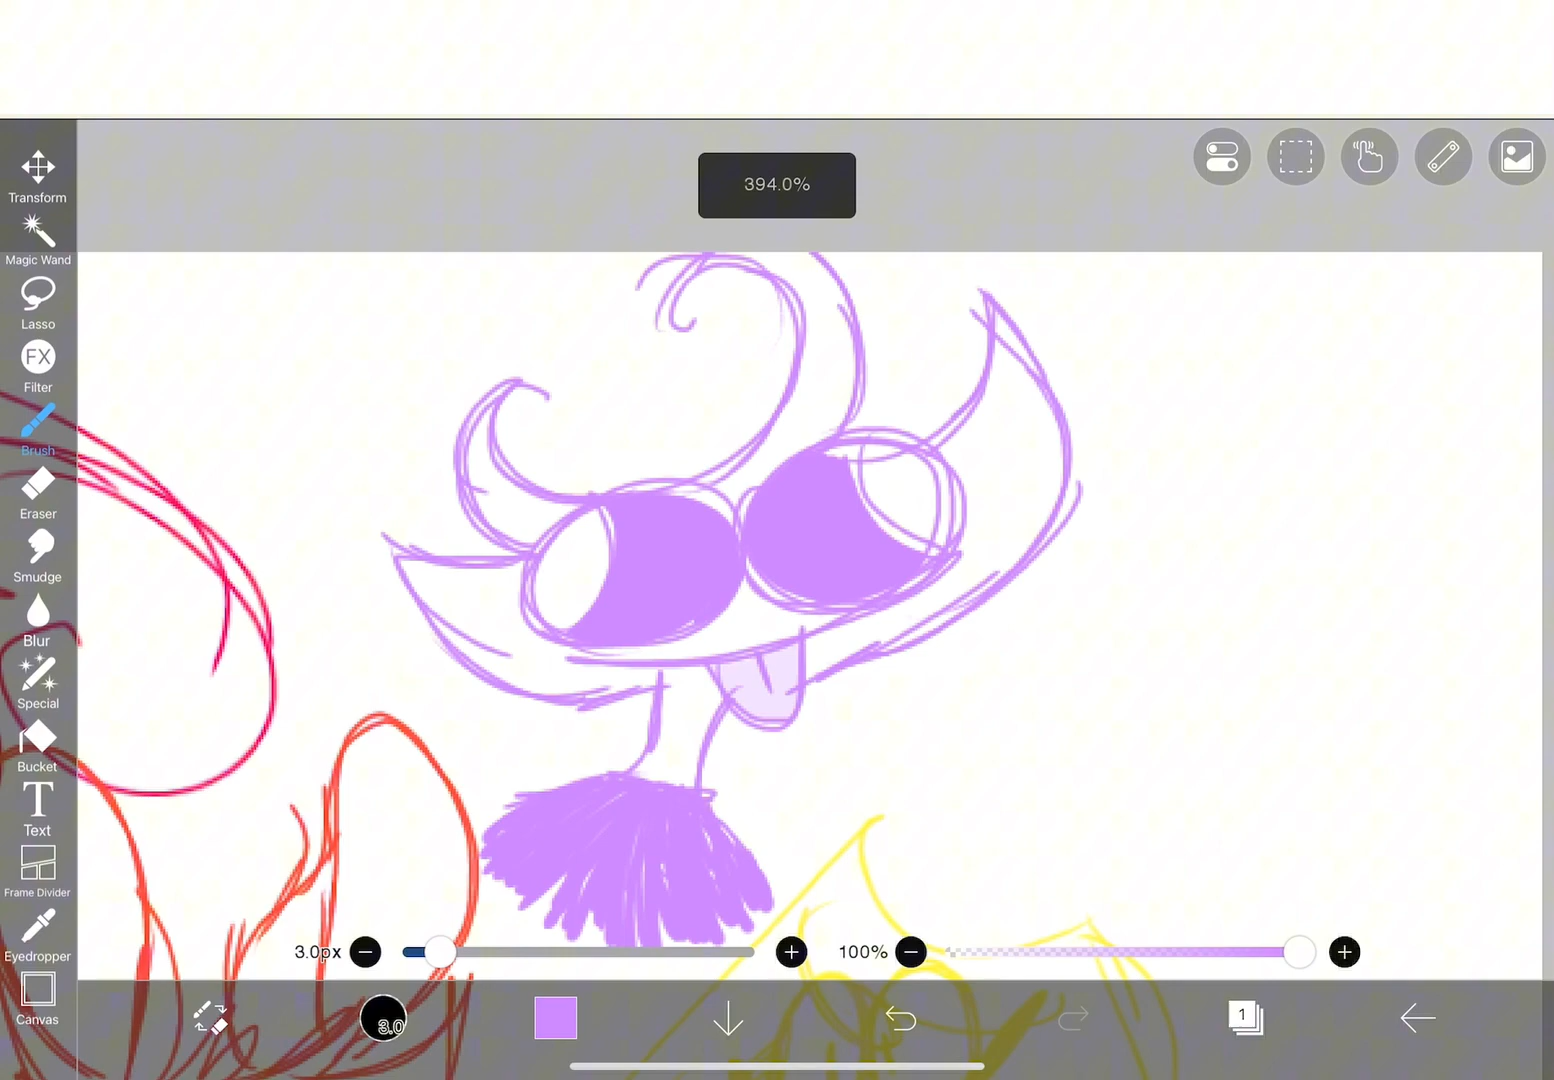 394.0%
Transform
Magic Wand
Lasso
FX
Filter
Brush
Eraser
Smudge
Blur
Special
Bucket
T
Text
Frame Divider
Eyedropper
Canvas
3.0px
100%
3.0
1